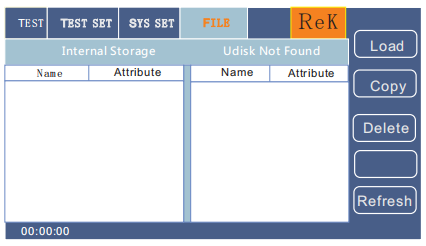 TEST TEST SET SYS SET FILE ReK
Internal Storage Udisk Not Found
Name Attribute Name Attribute
Load
Copy
Delete
Refresh
00:00:00